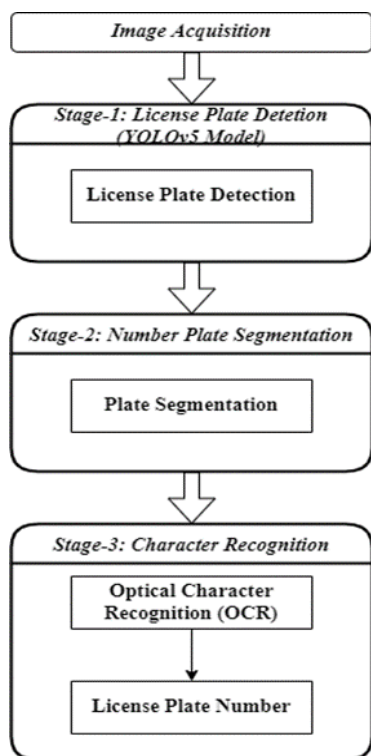 Image Acquisition
Stage-1: License Plate Detetion
(YOLOv5 Model)
License Plate Detection
Stage-2: Number Plate Segmentation
Plate Segmentation
Stage-3: Character Recognition
Optical Character
Recognition (OCR)
License Plate Number